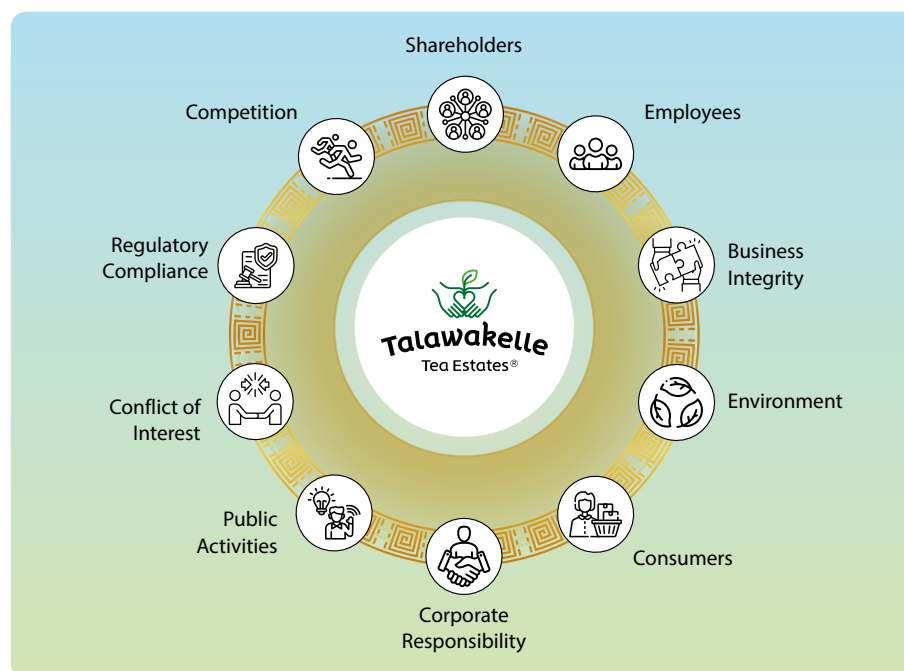 Shareholders
Employees
Business
Integrity
Environment
Consumers
Corporate
Responsibility
Public
Activities
Conflict of
Interest
Regulatory
Compliance
Competition
Talawakelle
Tea Estates®